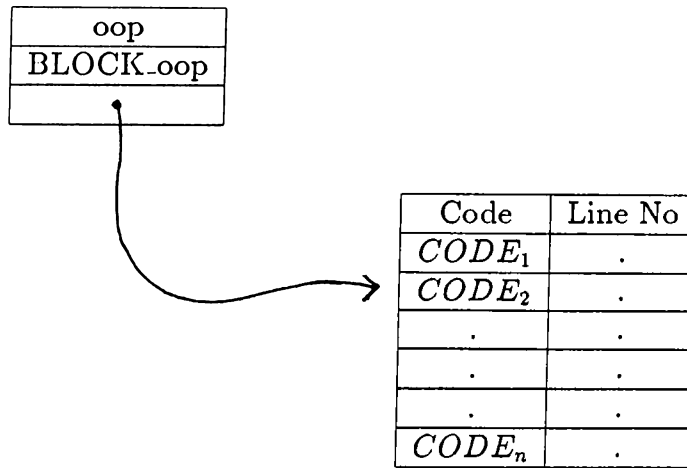 oop
BLOCK_oop
Code Line No
CODE₁ .
CODE₂ .
. .
. .
. .
CODEₙ .